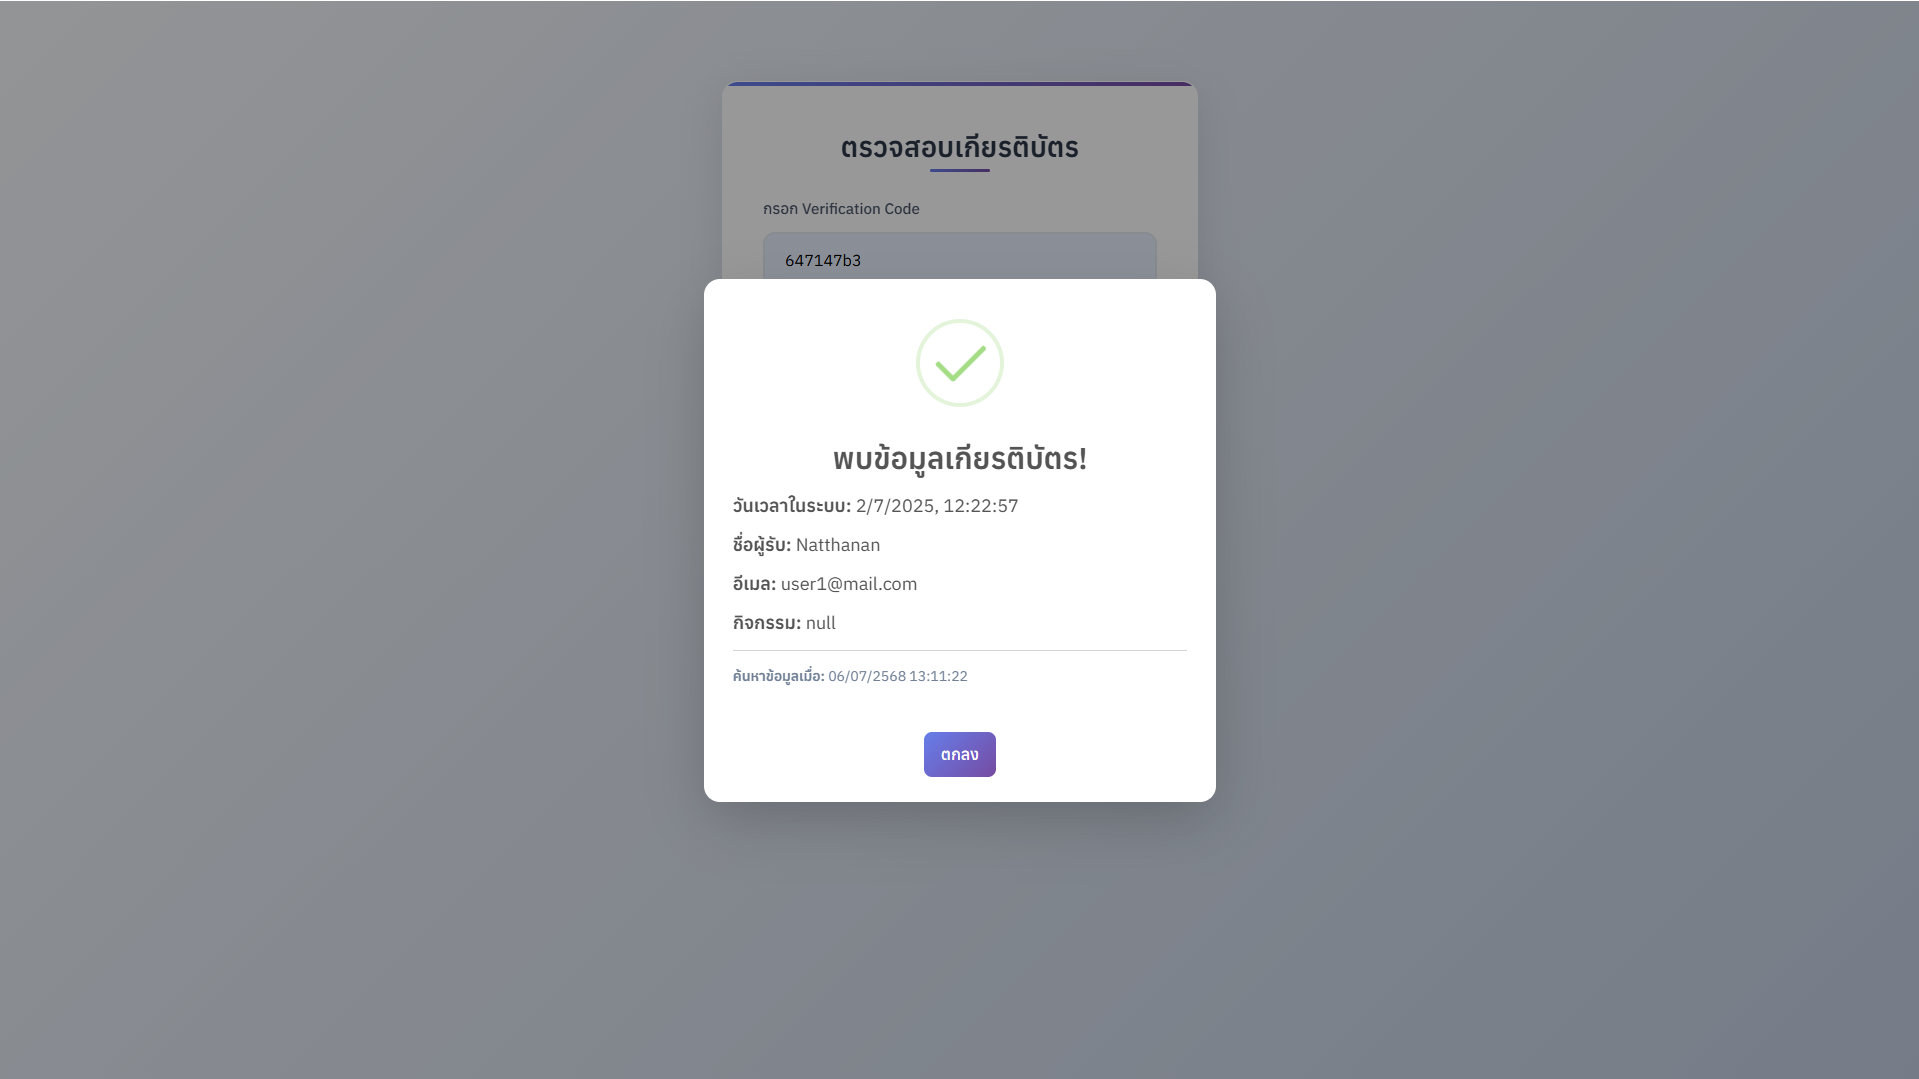 ตรวจสอบเกียรติบัตร
กรอก Verification Code
647147b3
พบข้อมูลเกียรติบัตร!
วันเวลาในระบบ: 2/7/2025, 12:22:57
ชื่อผู้รับ: Natthanan
อีเมล: user1@mail.com
กิจกรรม: null
ค้นหาข้อมูลเมื่อ: 06/07/2568 13:11:22
ตกลง